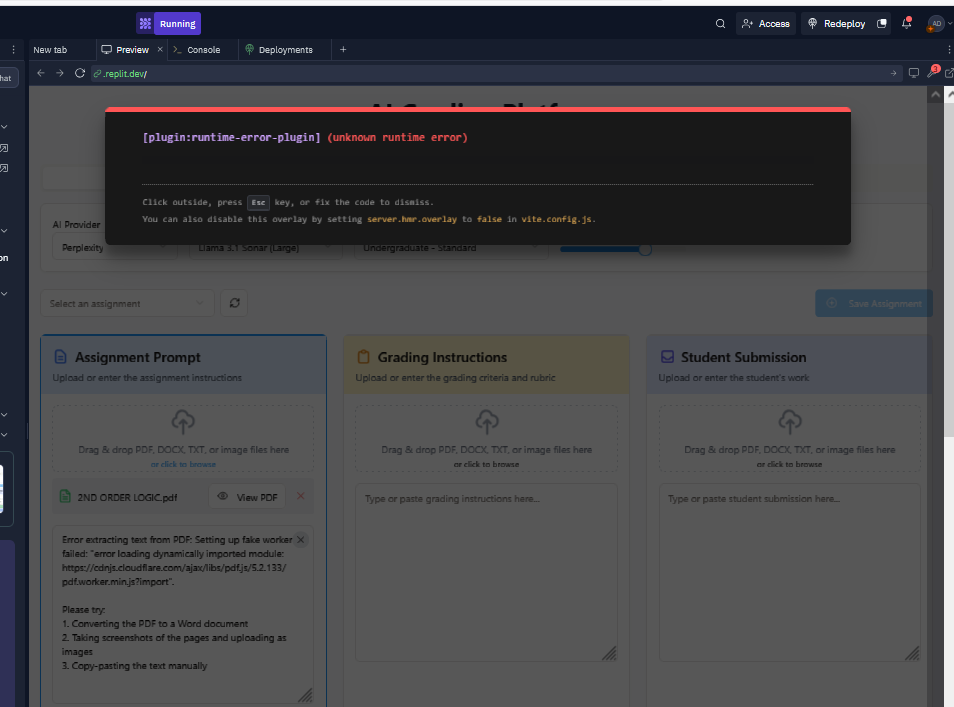 Running
Access
Redeploy
AD
hat
New tab
Preview
Console
Deployments
.replit.dev/
3
[plugin:runtime-error-plugin] (unknown runtime error)
Click outside, press Esc key, or fix the code to dismiss.
You can also disable this overlay by setting server.hmr.overlay to false in vite.config.js.
on
AI Provider
Perplexity
Llama 3.1 Sonar (Large)
Undergraduate - Standard
Select an assignment
Save Assignment
Assignment Prompt
Upload or enter the assignment instructions
Drag & drop PDF, DOCX, TXT, or image files here
or click to browse
2ND ORDER LOGIC.pdf
View PDF
Error extracting text from PDF: Setting up fake worker
failed: "error loading dynamically imported module:
https://cdnjs.cloudflare.com/ajax/libs/pdf.js/5.2.133/
pdf.worker.min.js?import".
Please try:
1. Converting the PDF to a Word document
2. Taking screenshots of the pages and uploading as
images
3. Copy-pasting the text manually
Grading Instructions
Upload or enter the grading criteria and rubric
Drag & drop PDF, DOCX, TXT, or image files here
or click to browse
Type or paste grading instructions here...
Student Submission
Upload or enter the student's work
Drag & drop PDF, DOCX, TXT, or image files here
or click to browse
Type or paste student submission here...